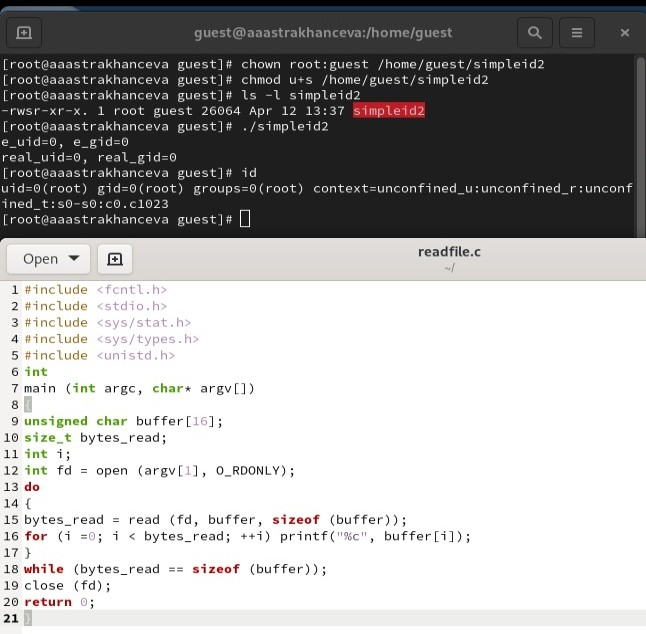 guest@aaastrakhanceva:/home/guest
[root@aaastrakhanceva guest]# chown root:guest /home/guest/simpleid2
[root@aaastrakhanceva guest]# chmod u+s /home/guest/simpleid2
[root@aaastrakhanceva guest]# ls -l simpleid2
-rwsr-xr-x. 1 root guest 26064 Apr 12 13:37 simpleid2
[root@aaastrakhanceva guest]# ./simpleid2
e_uid=0, e_gid=0
real_uid=0, real_gid=0
[root@aaastrakhanceva guest]# id
uid=0(root) gid=0(root) groups=0(root) context=unconfined_u:unconfined_r:unconf
ined_t:s0-s0:c0.c1023
[root@aaastrakhanceva guest]#
Open
readfile.c
~/
1 #include <fcntl.h>
2 #include <stdio.h>
3 #include <sys/stat.h>
4 #include <sys/types.h>
5 #include <unistd.h>
6 int
7 main (int argc, char* argv[])
8 {
9 unsigned char buffer[16];
10 size_t bytes_read;
11 int i;
12 int fd = open (argv[1], O_RDONLY);
13 do
14 {
15 bytes_read = read (fd, buffer, sizeof (buffer));
16 for (i =0; i < bytes_read; ++i) printf("%c", buffer[i]);
17 }
18 while (bytes_read == sizeof (buffer));
19 close (fd);
20 return 0;
21 }